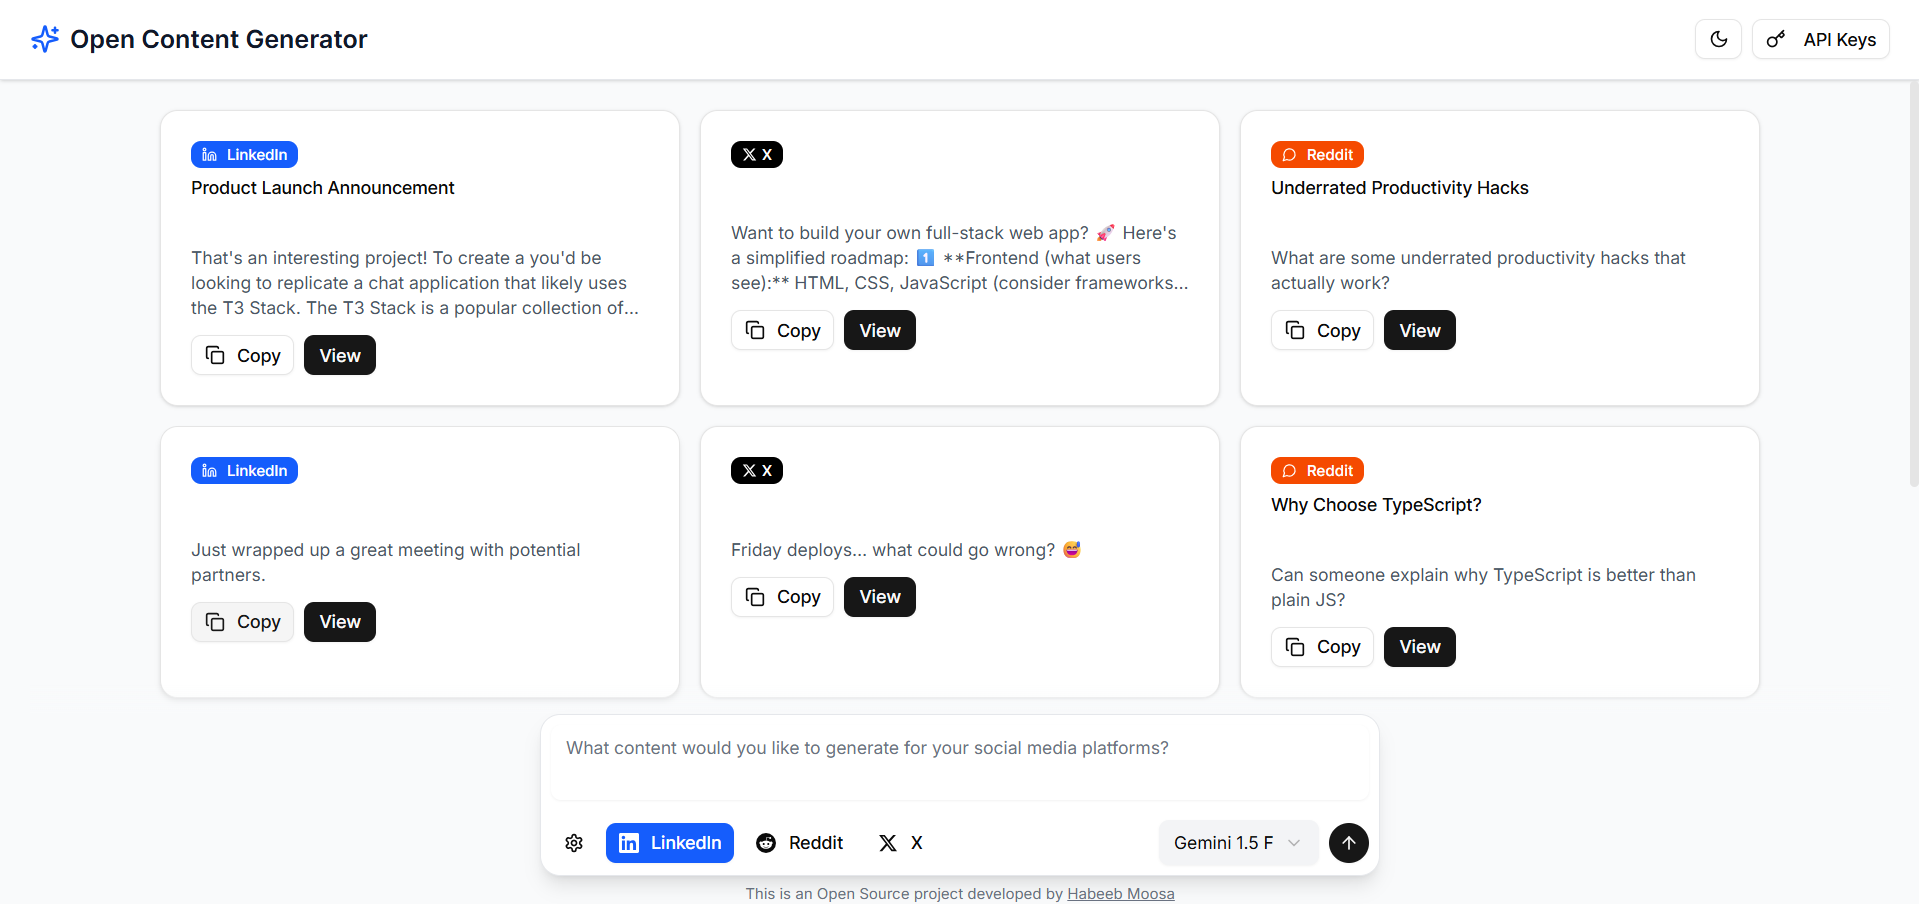 Open Content Generator
API Keys
LinkedIn
Product Launch Announcement
That's an interesting project! To create a you'd be
looking to replicate a chat application that likely uses
the T3 Stack. The T3 Stack is a popular collection of...
Copy
View
X
Want to build your own full-stack web app? 🚀 Here's
a simplified roadmap: 1️⃣ **Frontend (what users
see):** HTML, CSS, JavaScript (consider frameworks...
Copy
View
Reddit
Underrated Productivity Hacks
What are some underrated productivity hacks that
actually work?
Copy
View
LinkedIn
Just wrapped up a great meeting with potential
partners.
Copy
View
X
Friday deploys... what could go wrong? 😅
Copy
View
Reddit
Why Choose TypeScript?
Can someone explain why TypeScript is better than
plain JS?
Copy
View
What content would you like to generate for your social media platforms?
LinkedIn
Reddit
X
Gemini 1.5 F
This is an Open Source project developed by Habeeb Moosa